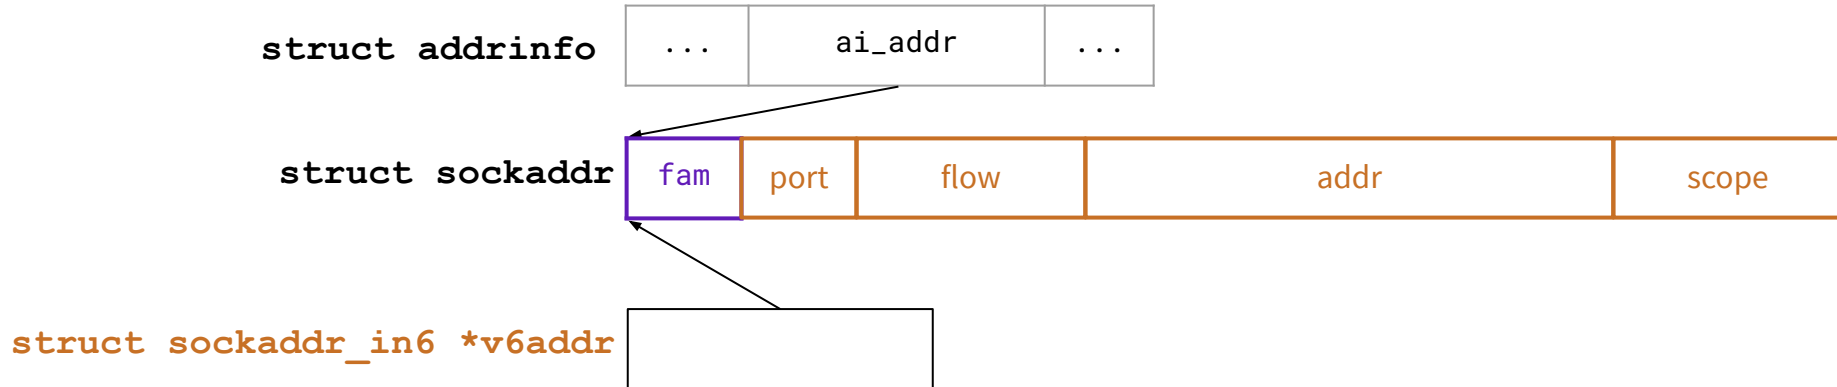 struct addrinfo ... ai_addr ...
struct sockaddr fam port flow addr scope
struct sockaddr_in6 *v6addr